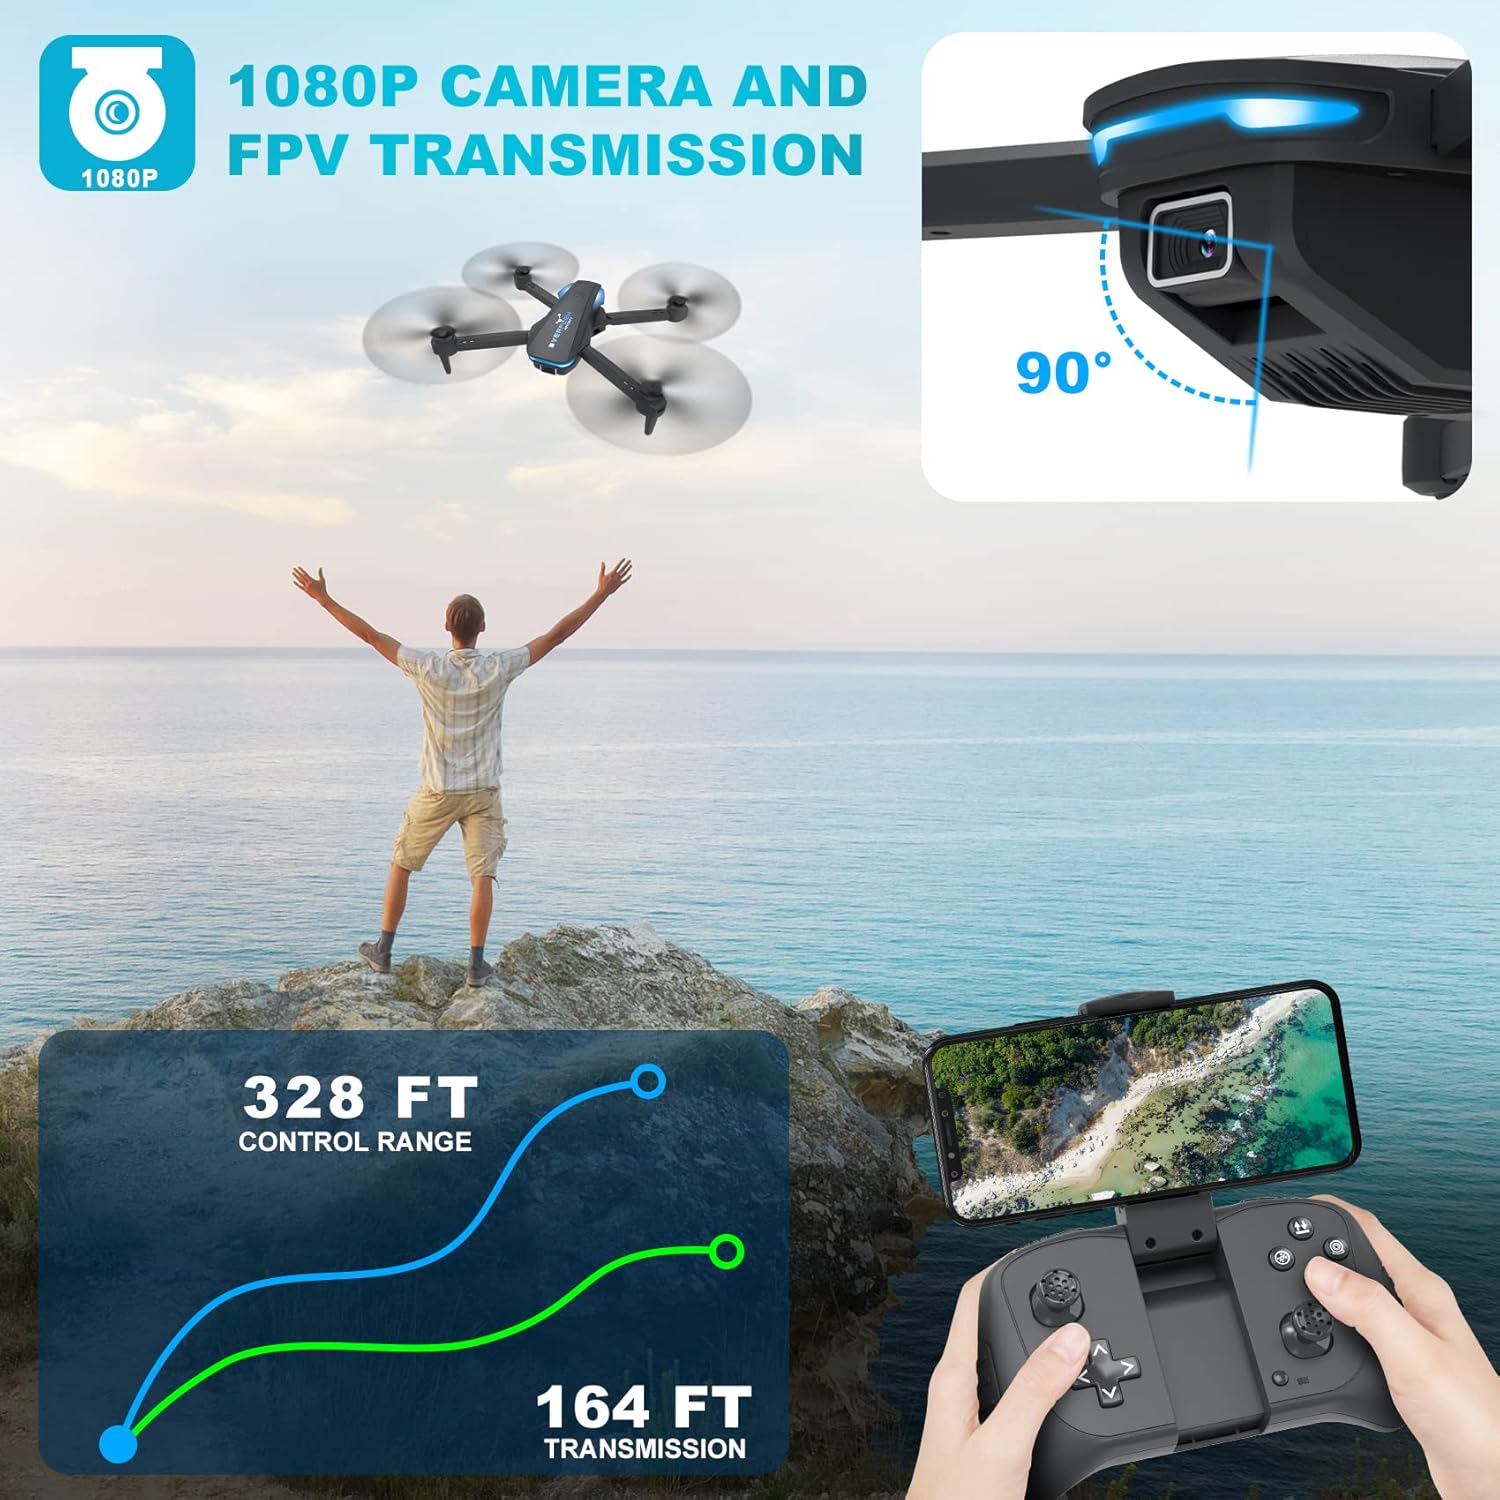 1080P CAMERA AND
FPV TRANSMISSION
1080P
90°
328 FT
CONTROL RANGE
164 FT
TRANSMISSION